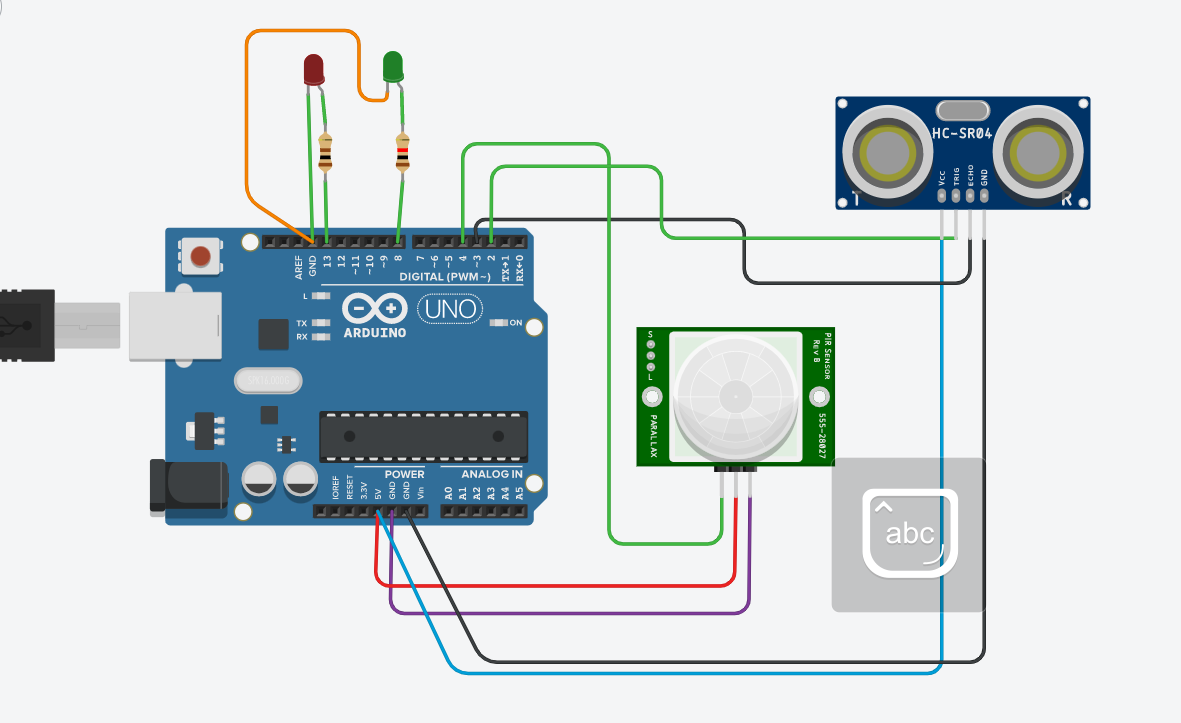 HC-SR04
VCC
TRIG
ECHO
GND
T
R
AREF
GND
13
12
~11
~10
~9
8
7
~6
~5
4
~3
2
TX→1
RX←0
DIGITAL (PWM~)
L
TX
RX
ARDUINO
UNO
ON
S
L
PIR SENSOR
REV B
PARALLAX
555-28027
POWER
ANALOG IN
IOREF
RESET
3.3V
5V
GND
GND
Vin
A0
A1
A2
A3
A4
A5
abc